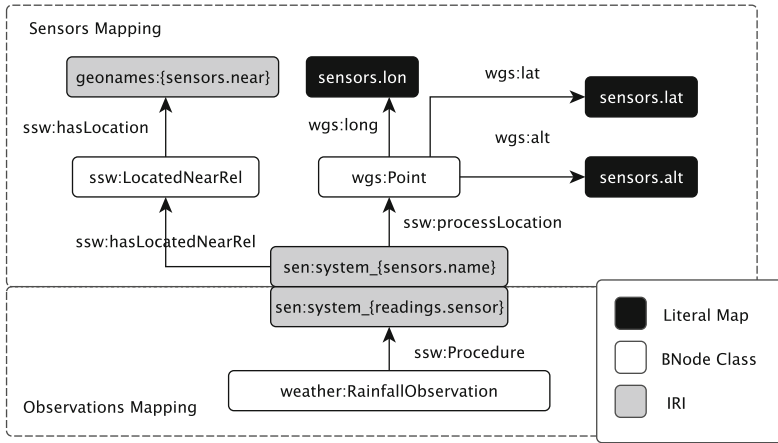 Sensors Mapping
geonames:{sensors.near}
sensors.lon
wgs:lat
sensors.lat
ssw:hasLocation
wgs:long
wgs:alt
ssw:LocatedNearRel
wgs:Point
sensors.alt
ssw:processLocation
ssw:hasLocatedNearRel
sen:system_{sensors.name}
sen:system_{readings.sensor}
Literal Map
ssw:Procedure
BNode Class
weather:RainfallObservation
IRI
Observations Mapping